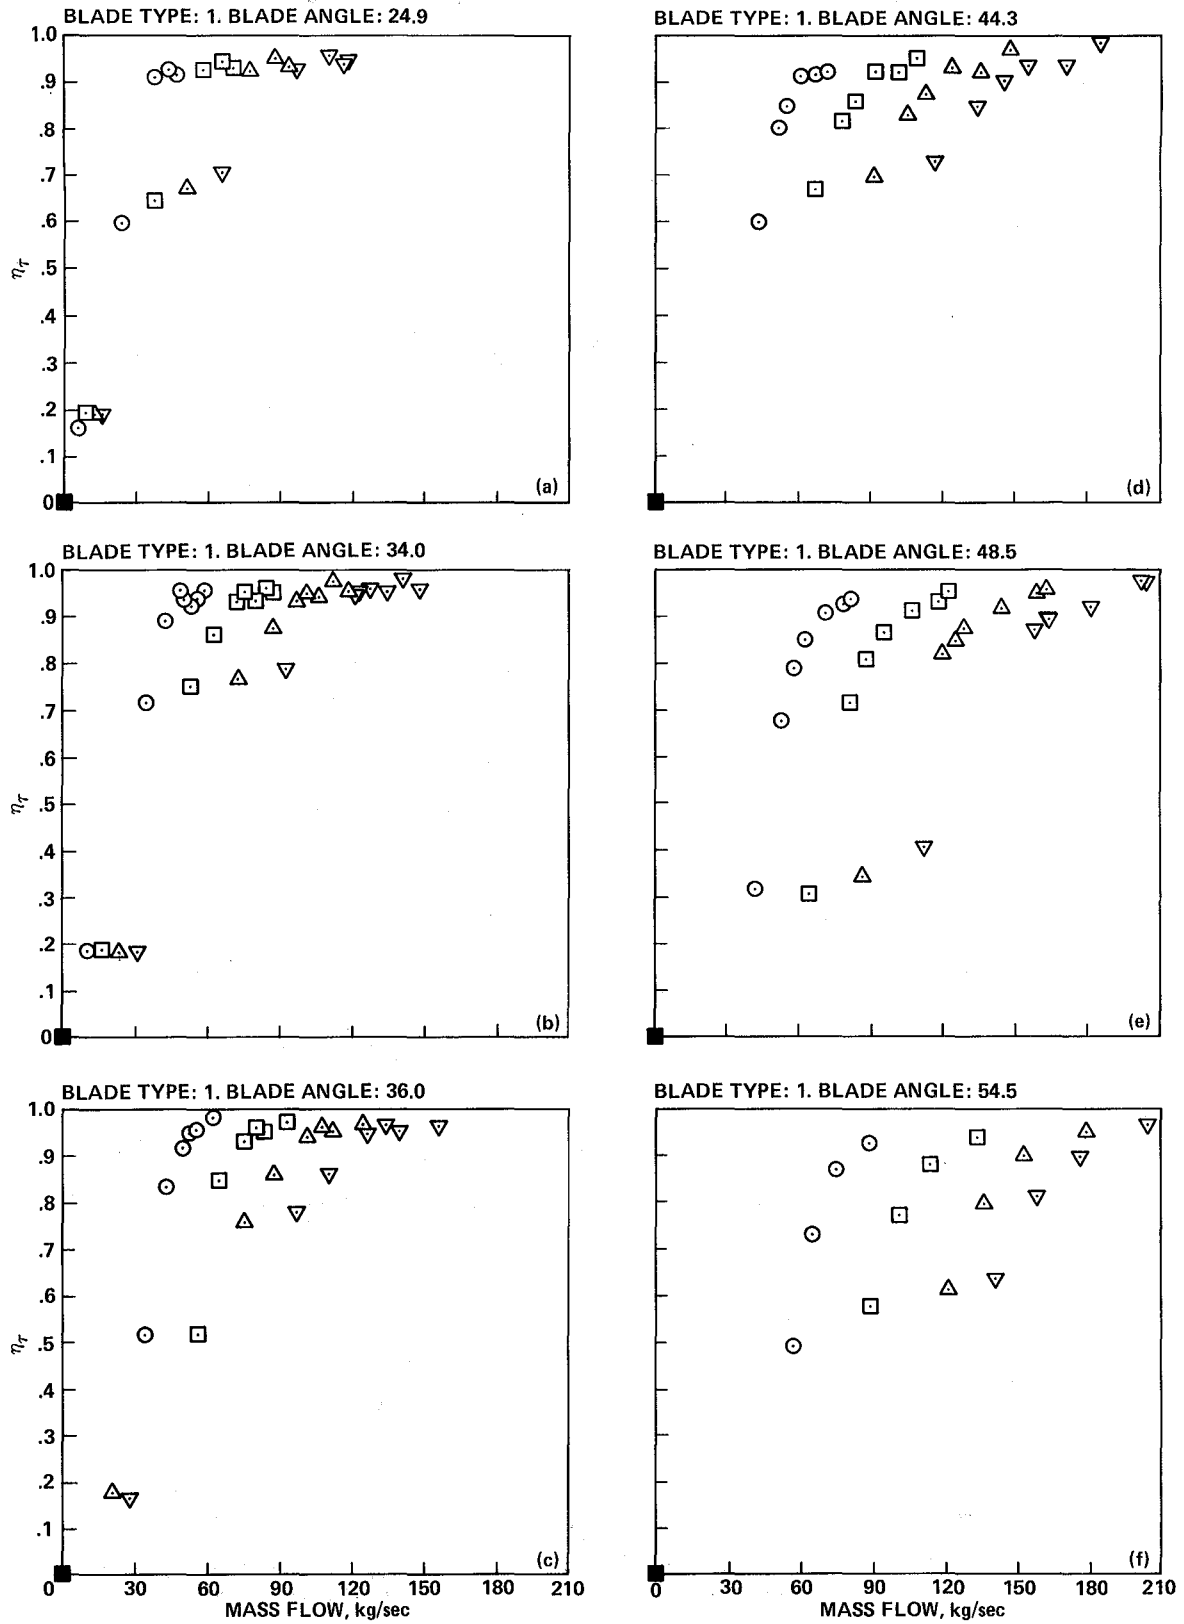 BLADE TYPE: 1. BLADE ANGLE: 24.9
1.0
.9
.8
.7
.6
.5
.4
.3
.2
.1
0
ητ
(a)
BLADE TYPE: 1. BLADE ANGLE: 34.0
1.0
.9
.8
.7
.6
.5
.4
.3
.2
.1
0
ητ
(b)
BLADE TYPE: 1. BLADE ANGLE: 36.0
1.0
.9
.8
.7
.6
.5
.4
.3
.2
.1
ητ
(c)
0 30 60 90 120 150 180 210
MASS FLOW, kg/sec
BLADE TYPE: 1. BLADE ANGLE: 44.3
(d)
BLADE TYPE: 1. BLADE ANGLE: 48.5
(e)
BLADE TYPE: 1. BLADE ANGLE: 54.5
(f)
0 30 60 90 120 150 180 210
MASS FLOW, kg/sec